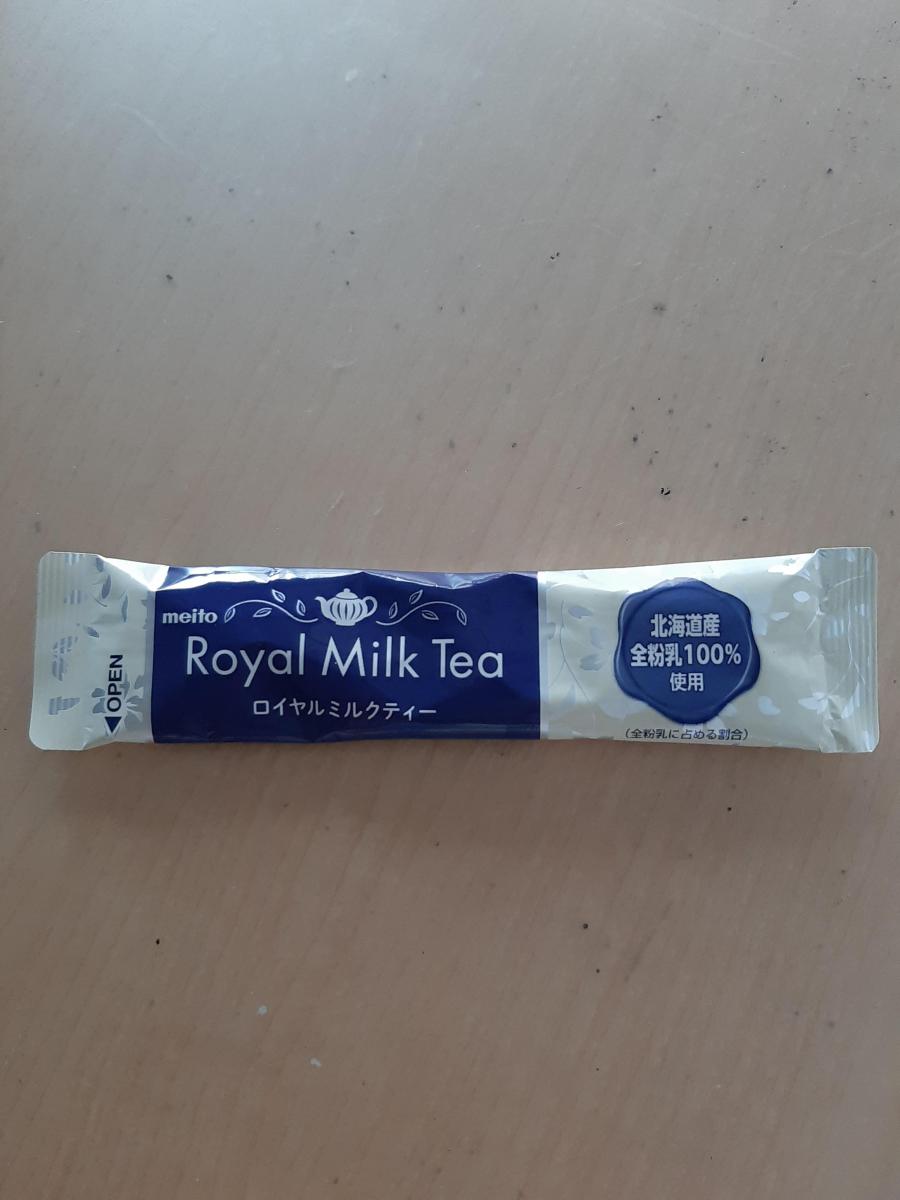 OPEN
meito
Royal Milk Tea
ロイヤルミルクティー
北海道産
全粉乳100%
使用
(全粉乳に占める割合)